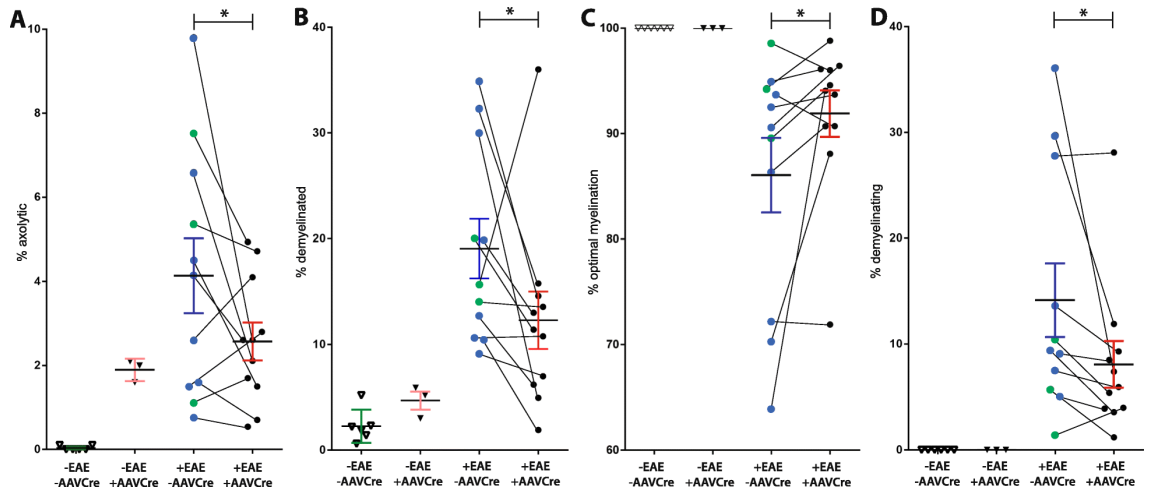 A
B
C
D
*
*
*
*
% axolytic
10
8
6
4
2
0
-EAE
-AAVCre
-EAE
+AAVCre
+EAE
-AAVCre
+EAE
+AAVCre
% demyelinated
40
30
20
10
0
-EAE
-AAVCre
-EAE
+AAVCre
+EAE
-AAVCre
+EAE
+AAVCre
% optimal myelination
100
90
80
70
60
-EAE
-AAVCre
-EAE
+AAVCre
+EAE
-AAVCre
+EAE
+AAVCre
% demyelinating
40
30
20
10
0
-EAE
-AAVCre
-EAE
+AAVCre
+EAE
-AAVCre
+EAE
+AAVCre